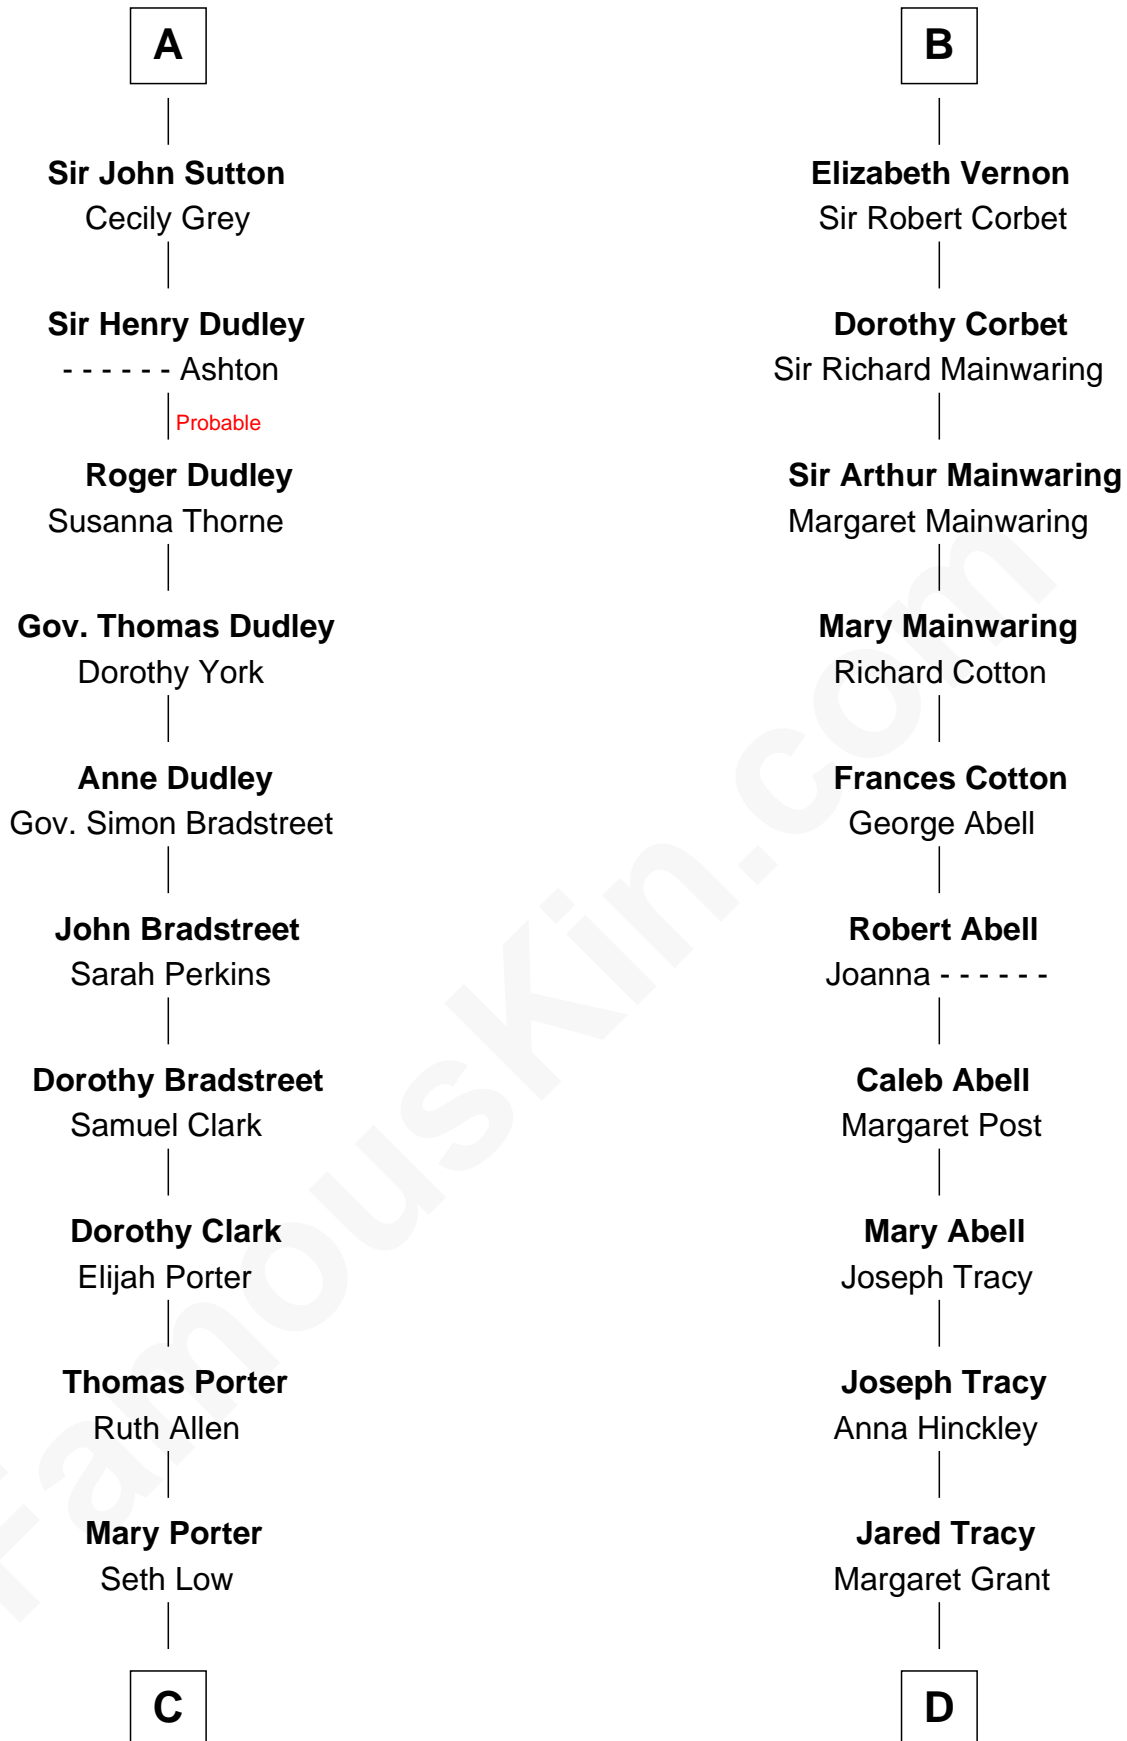 A
Sir John Sutton
Cecily Grey
Sir Henry Dudley
- - - - - - Ashton
Probable
Roger Dudley
Susanna Thorne
Gov. Thomas Dudley
Dorothy York
Anne Dudley
Gov. Simon Bradstreet
John Bradstreet
Sarah Perkins
Dorothy Bradstreet
Samuel Clark
Dorothy Clark
Elijah Porter
Thomas Porter
Ruth Allen
Mary Porter
Seth Low
C
B
Elizabeth Vernon
Sir Robert Corbet
Dorothy Corbet
Sir Richard Mainwaring
Sir Arthur Mainwaring
Margaret Mainwaring
Mary Mainwaring
Richard Cotton
Frances Cotton
George Abell
Robert Abell
Joanna - - - - - -
Caleb Abell
Margaret Post
Mary Abell
Joseph Tracy
Joseph Tracy
Anna Hinckley
Jared Tracy
Margaret Grant
D
FamousKin.com